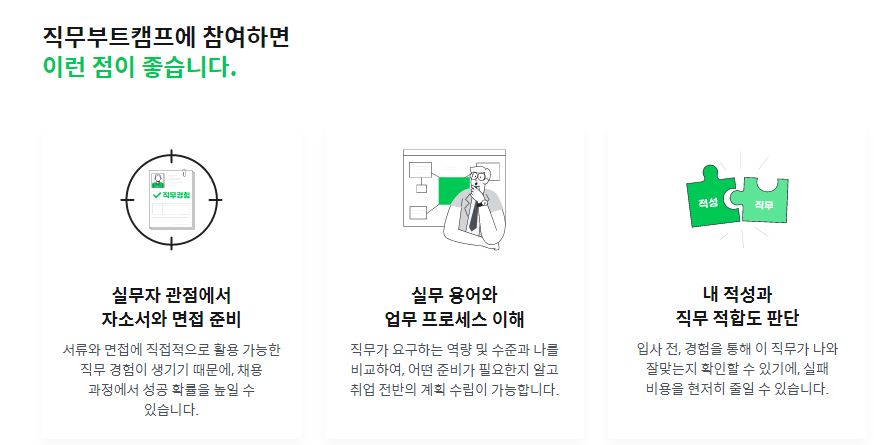 직무부트캠프에 참여하면
이런 점이 좋습니다.
직무경험
적성
직무
실무자 관점에서
자소서와 면접 준비
서류와 면접에 직접적으로 활용 가능한
직무 경험이 생기기 때문에, 채용
과정에서 성공 확률을 높일 수
있습니다.
실무 용어와
업무 프로세스 이해
직무가 요구하는 역량 및 수준과 나를
비교하여, 어떤 준비가 필요한지 알고
취업 전반의 계획 수립이 가능합니다.
내 적성과
직무 적합도 판단
입사 전, 경험을 통해 이 직무가 나와
잘맞는지 확인할 수 있기에, 실패
비용을 현저히 줄일 수 있습니다.